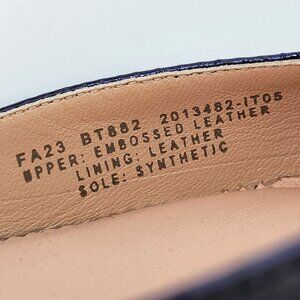 FA23 BT882 2013482-IT05
UPPER: EMBOSSED LEATHER
LINING: LEATHER
SOLE: SYNTHETIC